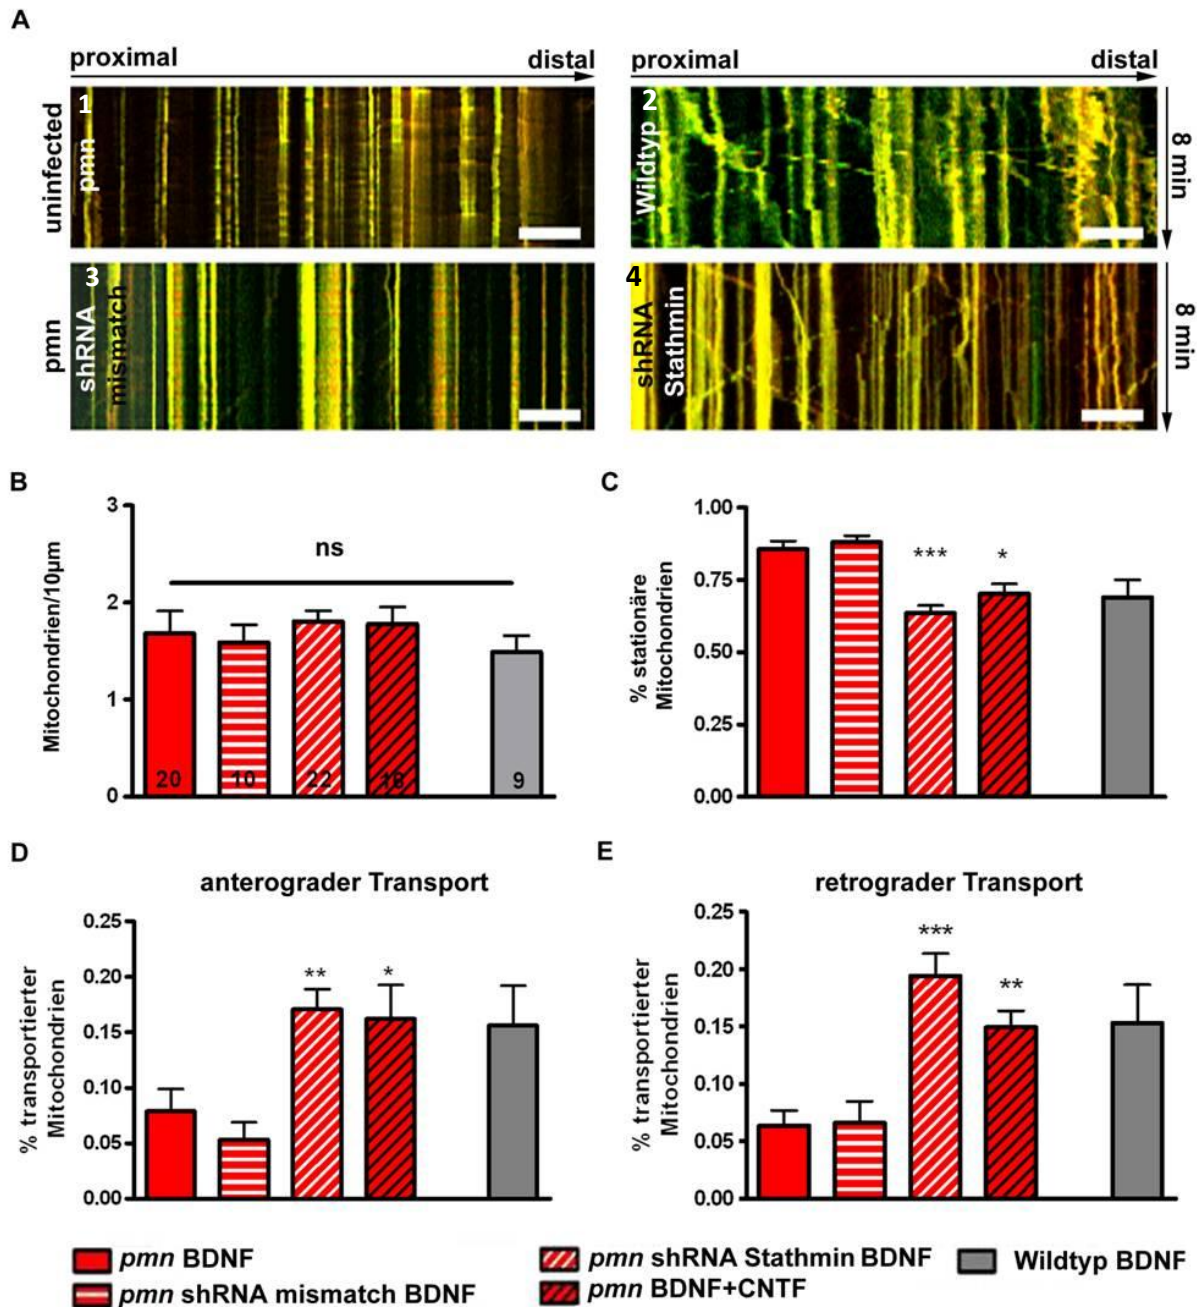 A
proximal distal
proximal distal
uninfected
1
pmn
2
Wildtyp
8 min
pmn
3
shRNA
mismatch
4
shRNA
Stathmin
8 min
B
Mitochondrien/10µm
3
2
1
0
ns
20 10 22 18 9
C
% stationäre
Mitochondrien
1.00
0.75
0.50
0.25
0.00
*** *
D
anterograder Transport
% transportierter
Mitochondrien
0.25
0.20
0.15
0.10
0.05
0.00
** *
E
retrograder Transport
% transportierter
Mitochondrien
0.25
0.20
0.15
0.10
0.05
0.00
*** **
pmn BDNF
pmn shRNA mismatch BDNF
pmn shRNA Stathmin BDNF
pmn BDNF+CNTF
Wildtyp BDNF